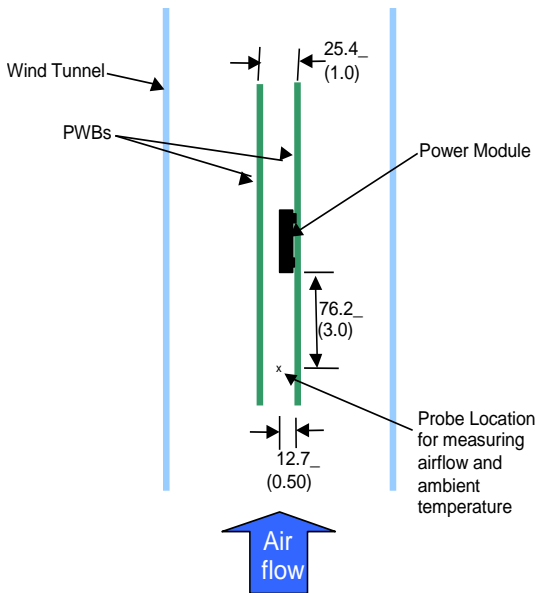 25.4_
(1.0)
Wind Tunnel
PWBs
Power Module
76.2_
(3.0)
x
Probe Location
for measuring
airflow and
ambient
temperature
12.7_
(0.50)
Air
flow